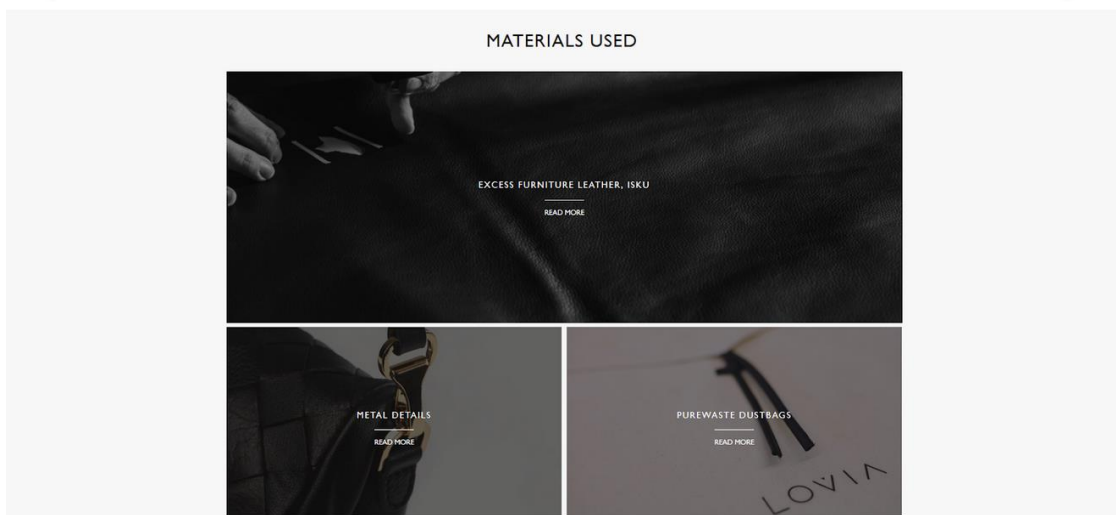 MATERIALS USED
EXCESS FURNITURE LEATHER, ISKU
READ MORE
METAL DETAILS
READ MORE
PUREWASTE DUSTBAGS
READ MORE
LOVIA